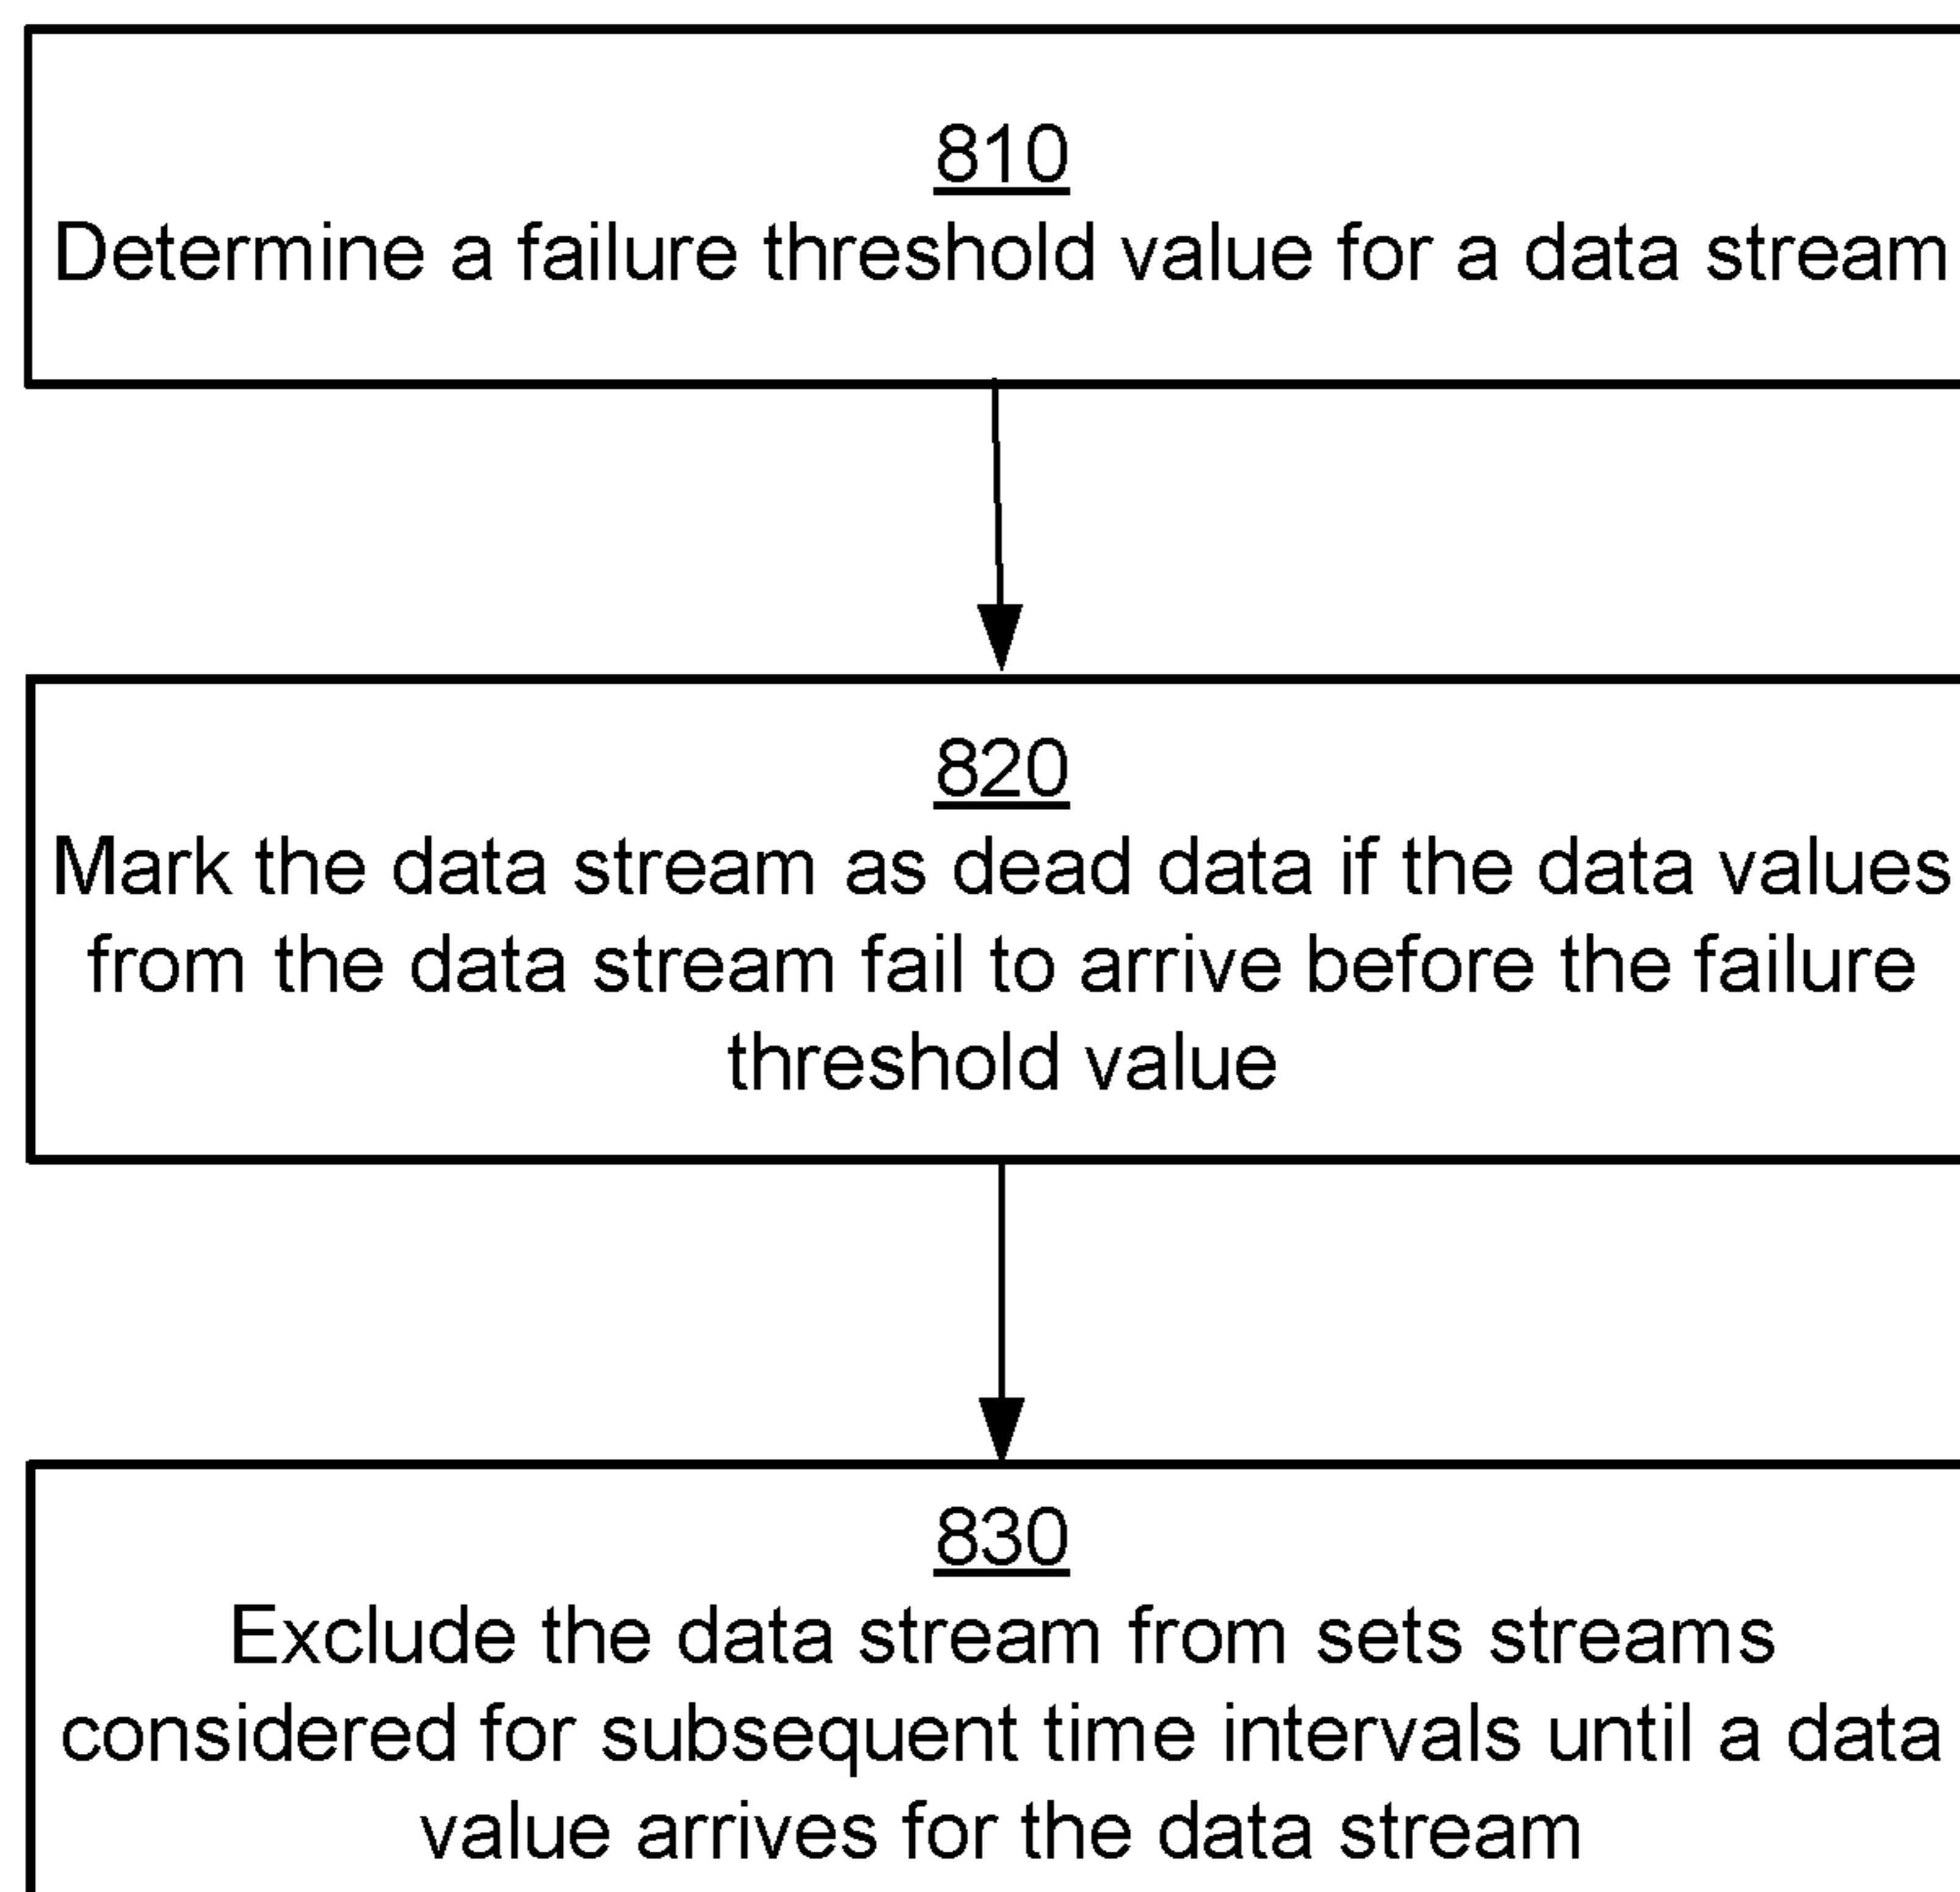 810
Determine a failure threshold value for a data stream
820
Mark the data stream as dead data if the data values
from the data stream fail to arrive before the failure
threshold value
830
Exclude the data stream from sets streams
considered for subsequent time intervals until a data
value arrives for the data stream